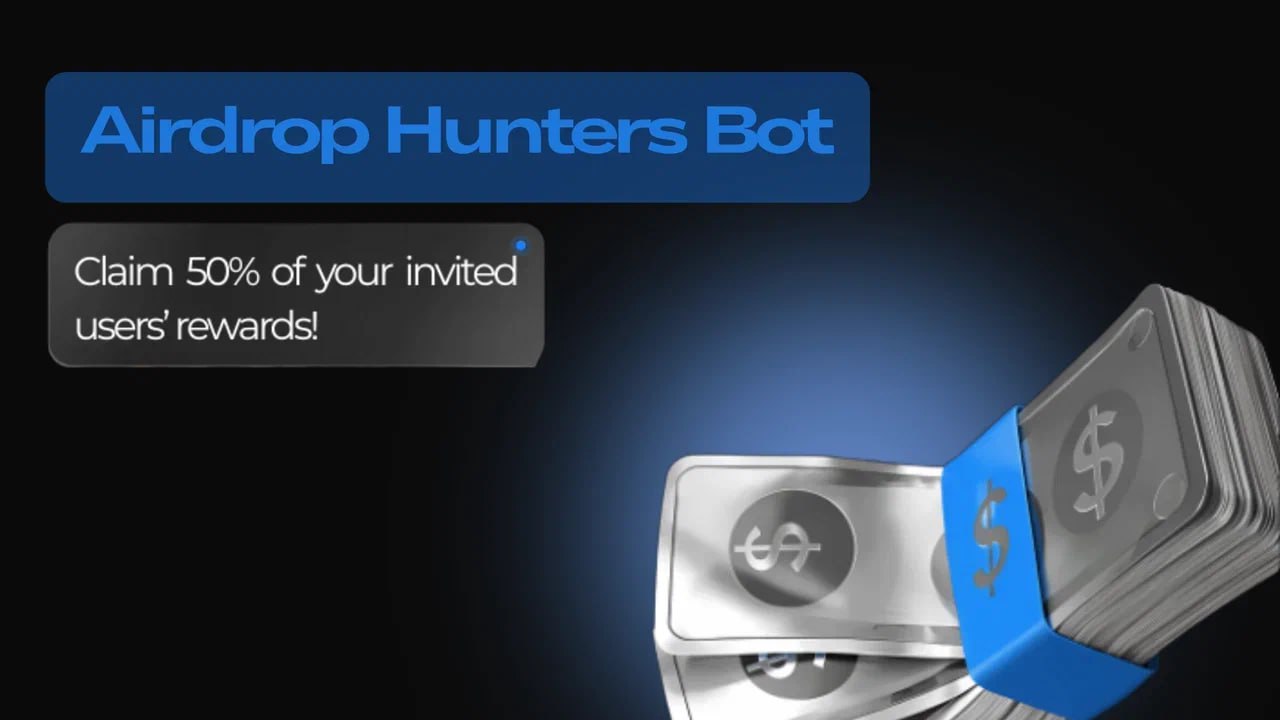 Airdrop Hunters Bot
Claim 50% of your invited
users’ rewards!
$
$
$
$